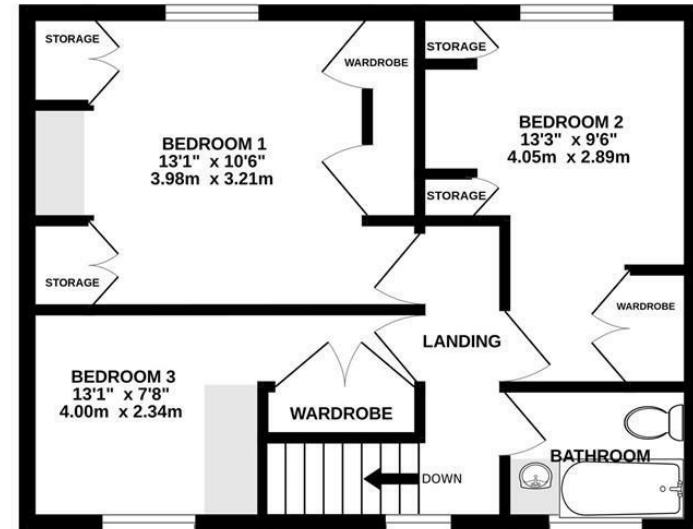 STORAGE
WARDROBE
STORAGE
BEDROOM 1
13'1" x 10'6"
3.98m x 3.21m
BEDROOM 2
13'3" x 9'6"
4.05m x 2.89m
STORAGE
STORAGE
WARDROBE
LANDING
BEDROOM 3
13'1" x 7'8"
4.00m x 2.34m
WARDROBE
BATHROOM
DOWN